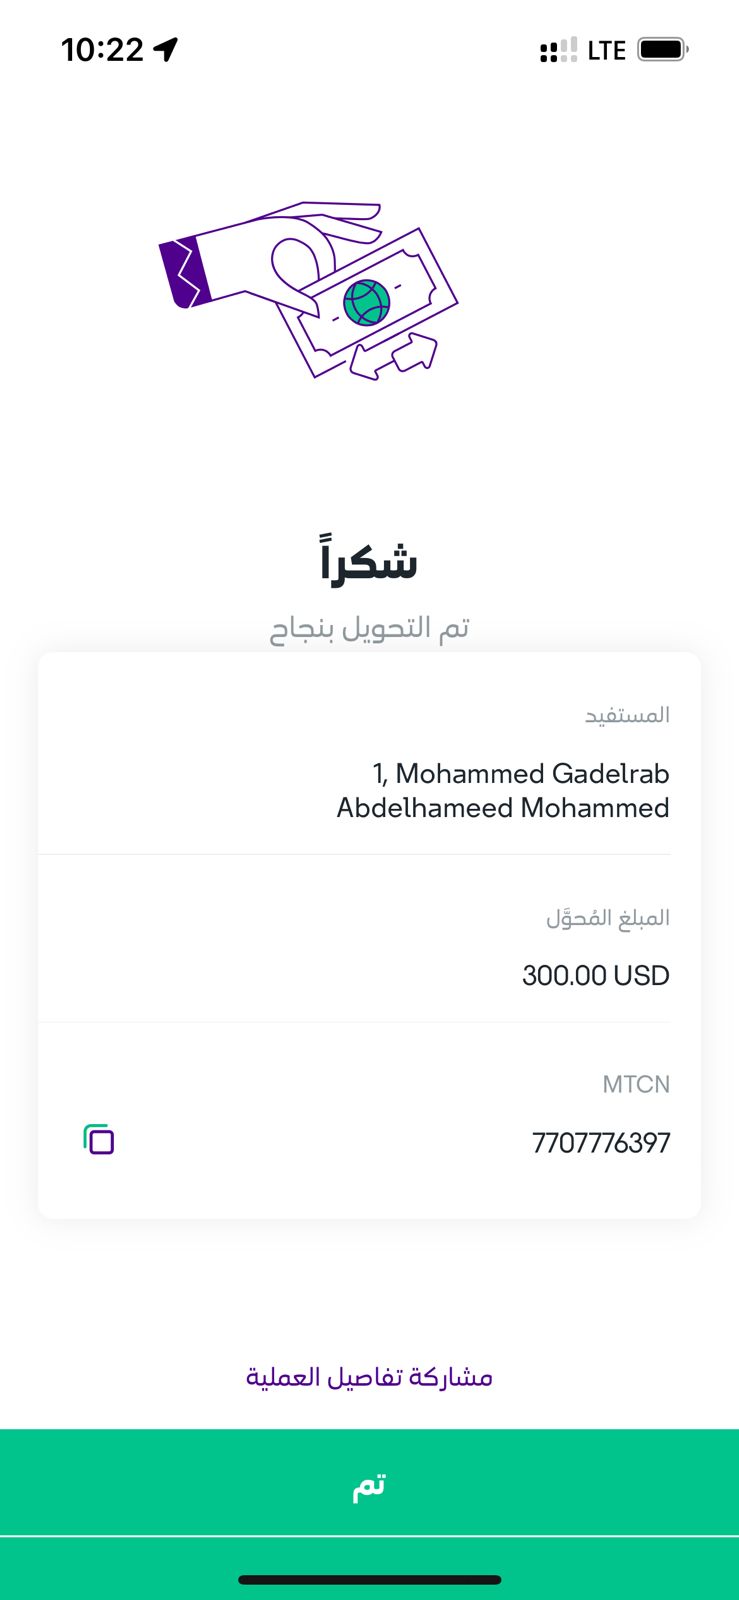 10:22
LTE
شكراً
تم التحويل بنجاح
المستفيد
1, Mohammed Gadelrab
Abdelhameed Mohammed
المبلغ المُحوَّل
300.00 USD
MTCN
7707776397
مشاركة تفاصيل العملية
تم